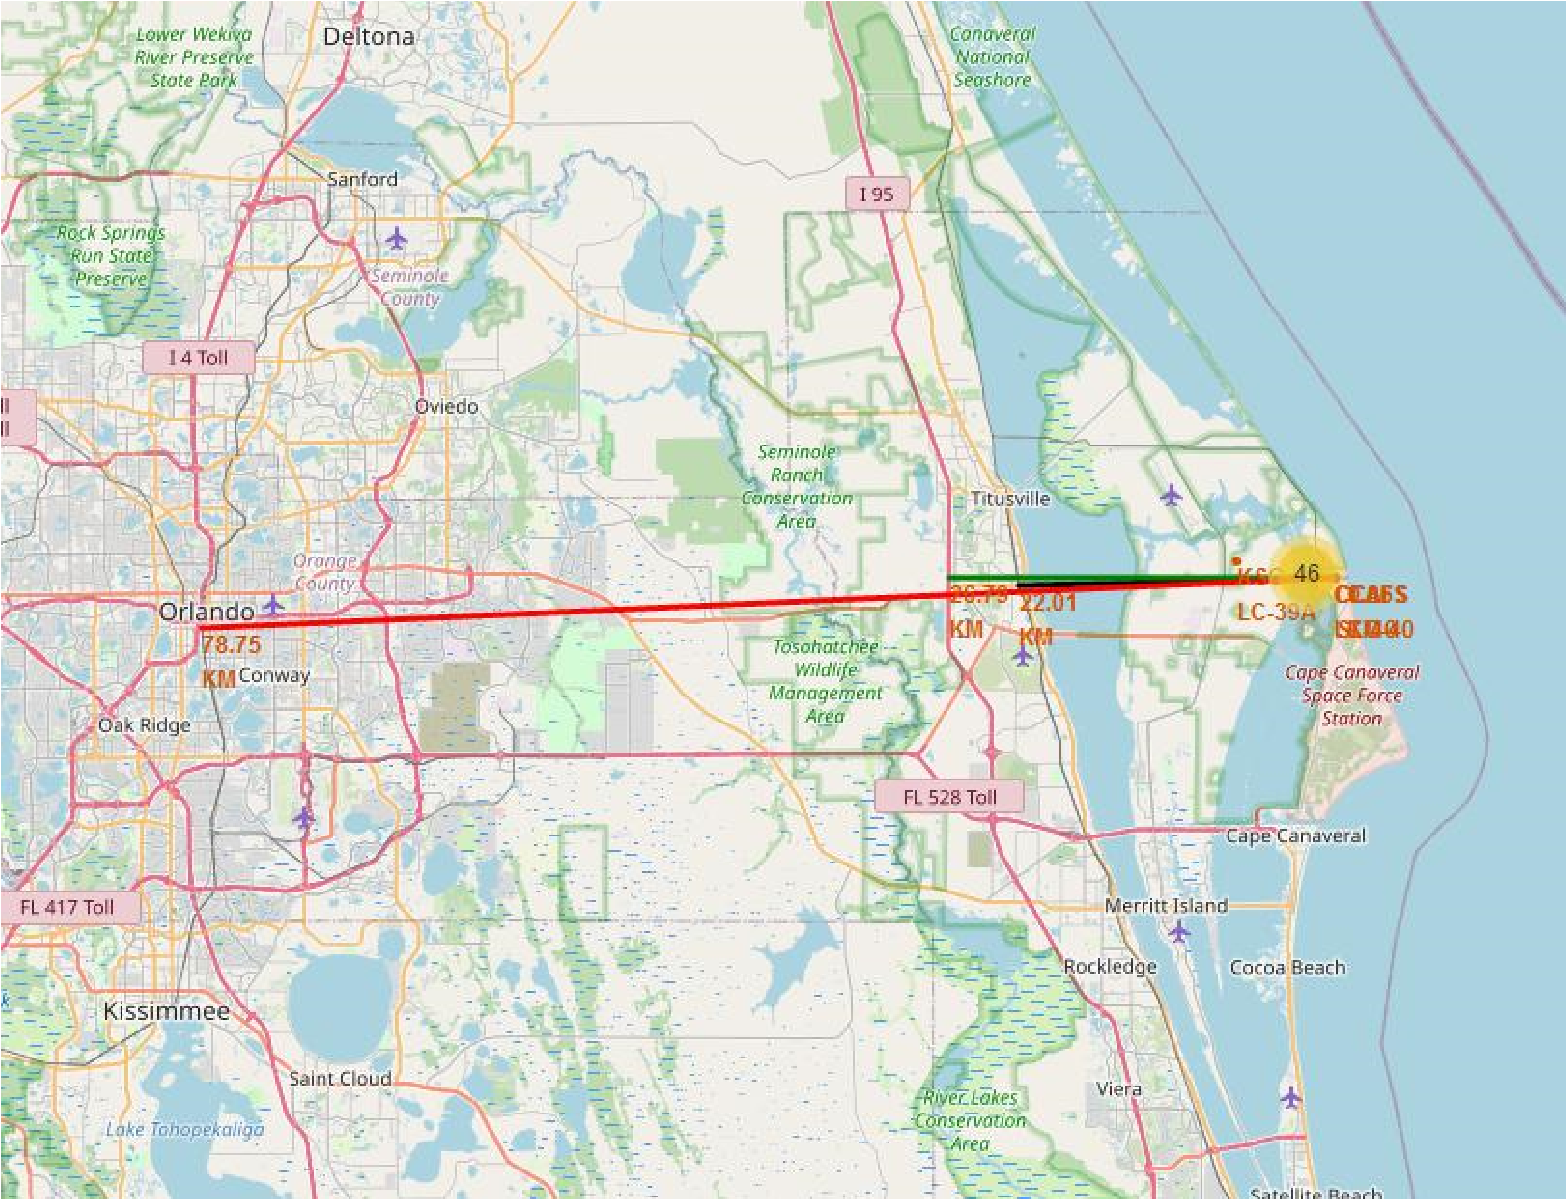 Lower Wekiva
River Preserve
State Park
Deltona
Canaveral
National
Seashore
Sanford
I 95
Rock Springs
Run State
Preserve
Seminole
County
I 4 Toll
ll
ll
Oviedo
Seminole
Ranch
Conservation
Area
Titusville
Orange
County
Orlando
78.75
KM
Conway
KM
22.01
KM
46
LC-39A
Tosohatchee
Wildlife
Management
Area
Cape Canaveral
Space Force
Station
Oak Ridge
FL 528 Toll
Cape Canaveral
FL 417 Toll
Merritt Island
Rockledge
Cocoa Beach
k
Kissimmee
Saint Cloud
Viera
River Lakes
Conservation
Area
Lake Tohopekaliga
Satellite Beach